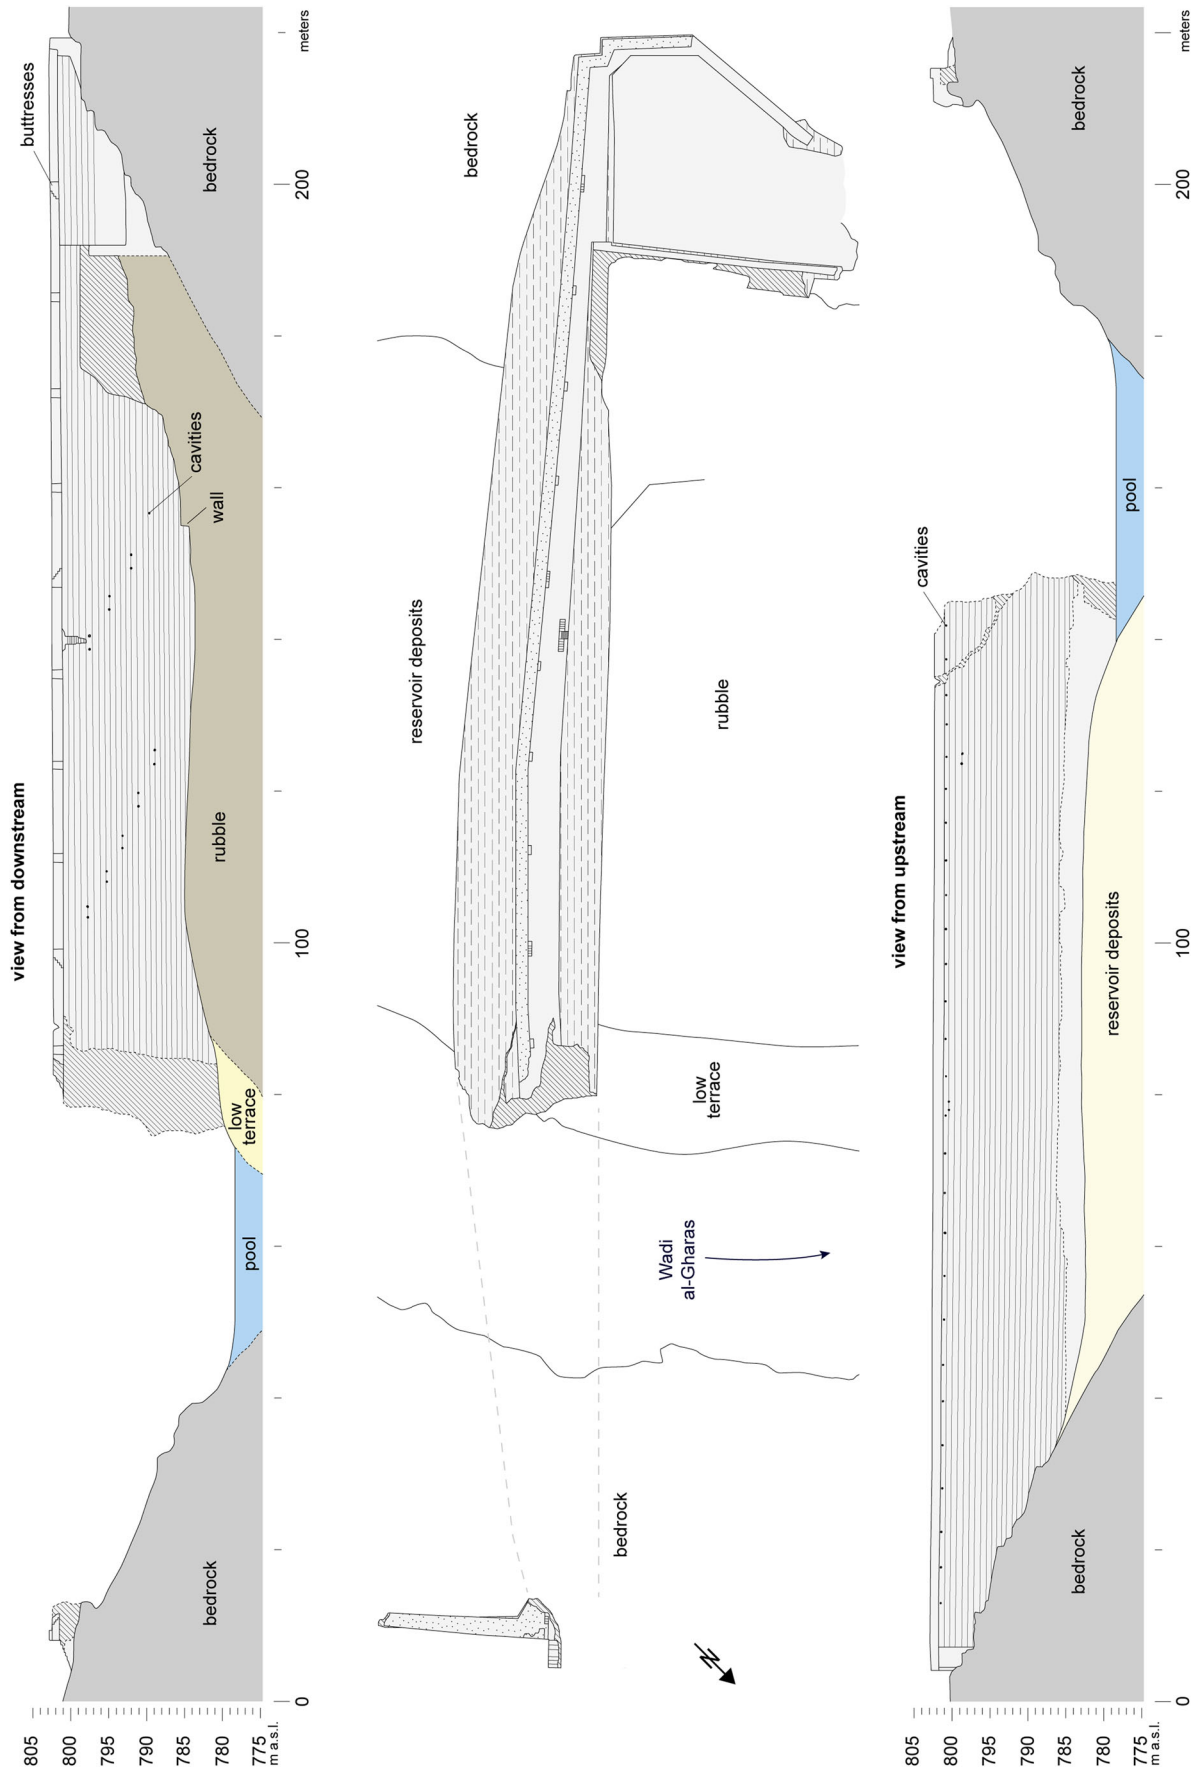 view from downstream
buttresses
bedrock
cavities
wall
rubble
low
terrace
pool
bedrock
805
800
795
790
785
780
775
m a.s.l.
0
100
200
meters
bedrock
reservoir deposits
rubble
low
terrace
Wadi
al-Gharas
bedrock
N
view from upstream
cavities
bedrock
pool
reservoir deposits
bedrock
805
800
795
790
785
780
775
m a.s.l.
0
100
200
meters